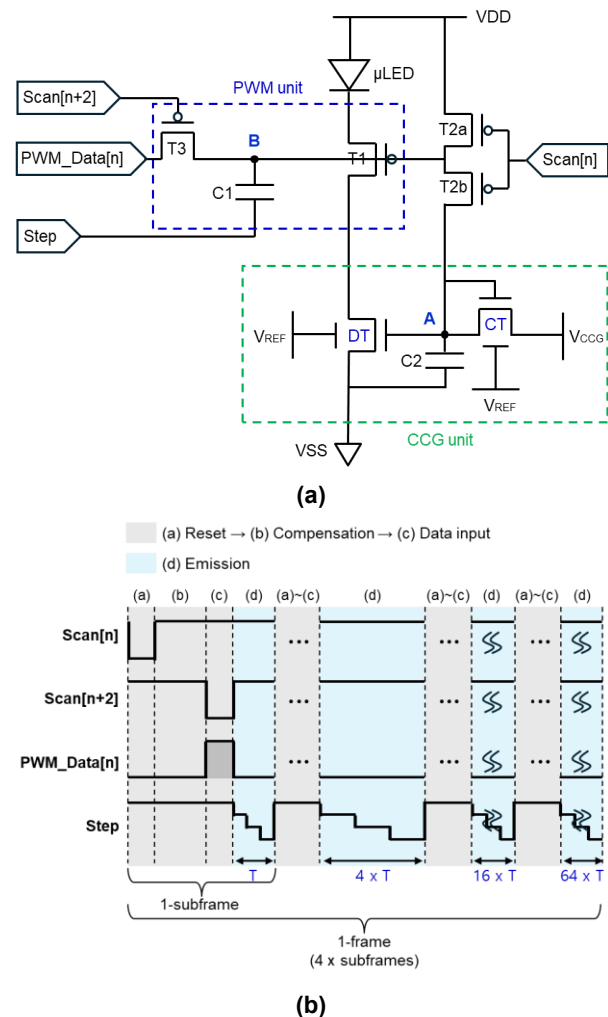 VDD
μLED
Scan[n+2]
PWM unit
T2a
B
T3
T1
PWM_Data[n]
Scan[n]
T2b
C1
Step
A
CT
VREF
DT
VCCG
C2
VREF
VSS
CCG unit
(a)
(a) Reset → (b) Compensation → (c) Data input
(d) Emission
(a) (b) (c) (d) (a)~(c) (d) (a)~(c) (d) (a)~(c) (d)
Scan[n]
Scan[n+2]
PWM_Data[n]
Step
T 4 x T 16 x T 64 x T
1-subframe
1-frame
(4 x subframes)
(b)